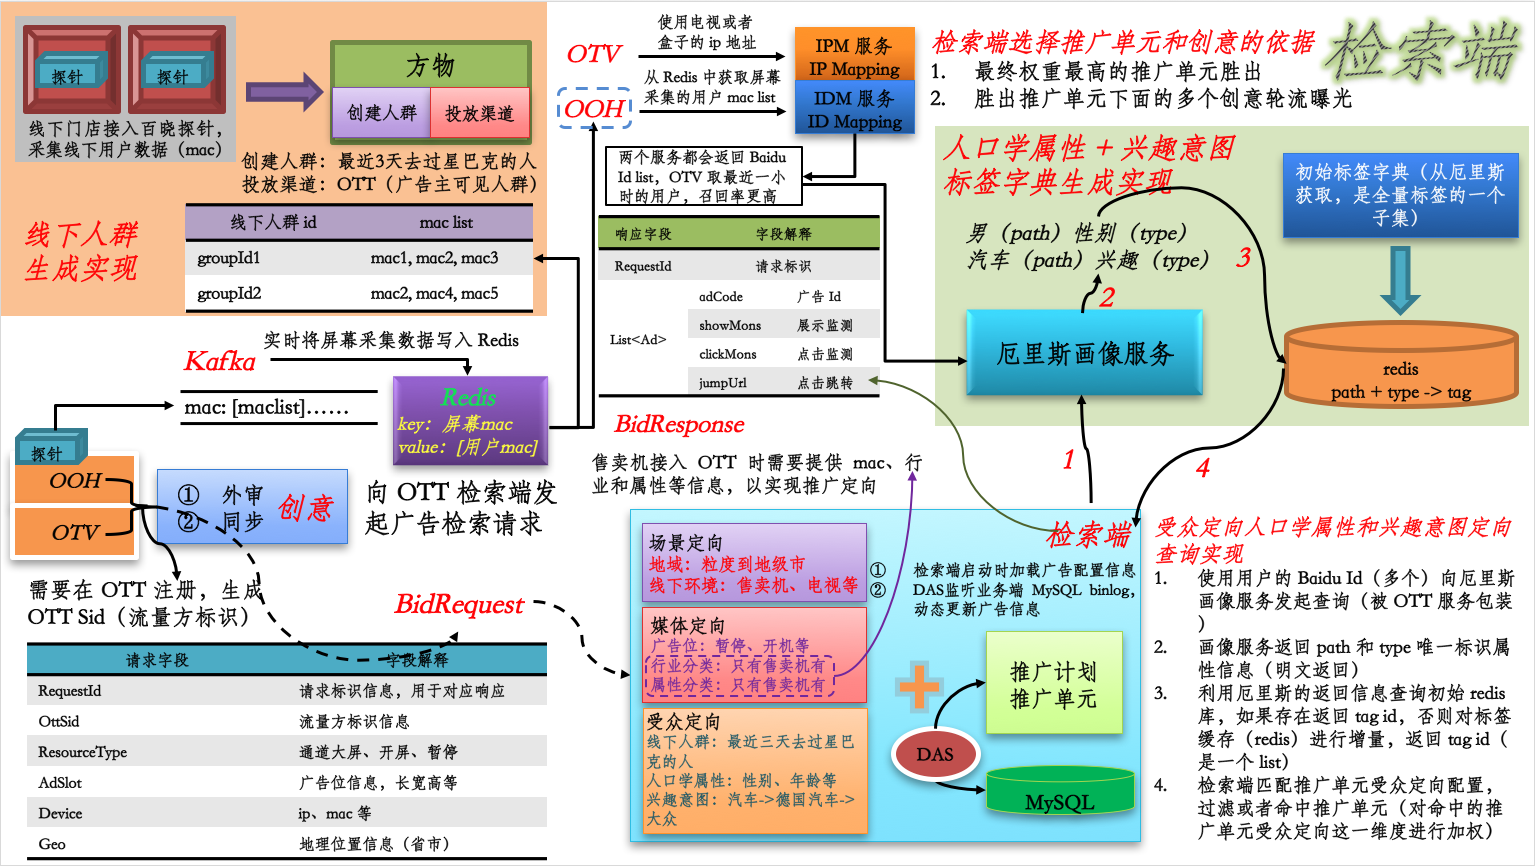 探针
探针
线下门店接入百晓探针，
采集线下用户数据（mac）
方物
创建人群
投放渠道
创建人群：最近3天去过星巴克的人
投放渠道：OTT（广告主可见人群）
线下人群
生成实现
线下人群 id	mac list
groupId1	mac1, mac2, mac3
groupId2	mac2, mac4, mac5
OTV
使用电视或者
盒子的 ip 地址
OOH
从 Redis 中获取屏幕
采集的用户 mac list
IPM 服务
IP Mapping
IDM 服务
ID Mapping
两个服务都会返回 Baidu
Id list，OTV 取最近一小
时的用户，召回率更高
检索端选择推广单元和创意的依据
1. 最终权重最高的推广单元胜出
2. 胜出推广单元下面的多个创意轮流曝光
检索端
人口学属性 + 兴趣意图
标签字典生成实现
男（path）性别（type）
汽车（path）兴趣（type）
初始标签字典（从厄里斯
获取，是全量标签的一个
子集）
3
2
厄里斯画像服务
redis
path + type -> tag
1
4
响应字段	字段解释
RequestId	请求标识
List<Ad>
adCode	广告 Id
showMons	展示监测
clickMons	点击监测
jumpUrl	点击跳转
BidResponse
实时将屏幕采集数据写入 Redis
Kafka
mac: [maclist]……
Redis
key：屏幕mac
value：[用户mac]
探针
OOH
OTV
① 外审
② 同步
创意
向 OTT 检索端发
起广告检索请求
需要在 OTT 注册，生成
OTT Sid（流量方标识）
BidRequest
请求字段	字段解释
RequestId	请求标识信息，用于对应响应
OttSid	流量方标识信息
ResourceType	通道大屏、开屏、暂停
AdSlot	广告位信息，长宽高等
Device	ip、mac 等
Geo	地理位置信息（省市）
售卖机接入 OTT 时需要提供 mac、行
业和属性等信息，以实现推广定向
检索端
场景定向
地域：粒度到地级市
线下环境：售卖机、电视等
媒体定向
广告位：暂停、开机等
行业分类：只有售卖机有
属性分类：只有售卖机有
受众定向
线下人群：最近三天去过星巴
克的人
人口学属性：性别、年龄等
兴趣意图：汽车->德国汽车->
大众
① 检索端启动时加载广告配置信息
② DAS监听业务端 MySQL binlog,
动态更新广告信息
推广计划
推广单元
DAS
MySQL
受众定向人口学属性和兴趣意图定向
查询实现
1. 使用用户的 Baidu Id（多个）向厄里斯
画像服务发起查询（被 OTT 服务包装
）
2. 画像服务返回 path 和 type 唯一标识属
性信息（明文返回）
3. 利用厄里斯的返回信息查询初始 redis
库，如果存在返回 tag id，否则对标签
缓存（redis）进行增量，返回 tag id（
是一个 list）
4. 检索端匹配推广单元受众定向配置，
过滤或者命中推广单元（对命中的推
广单元受众定向这一维度进行加权）